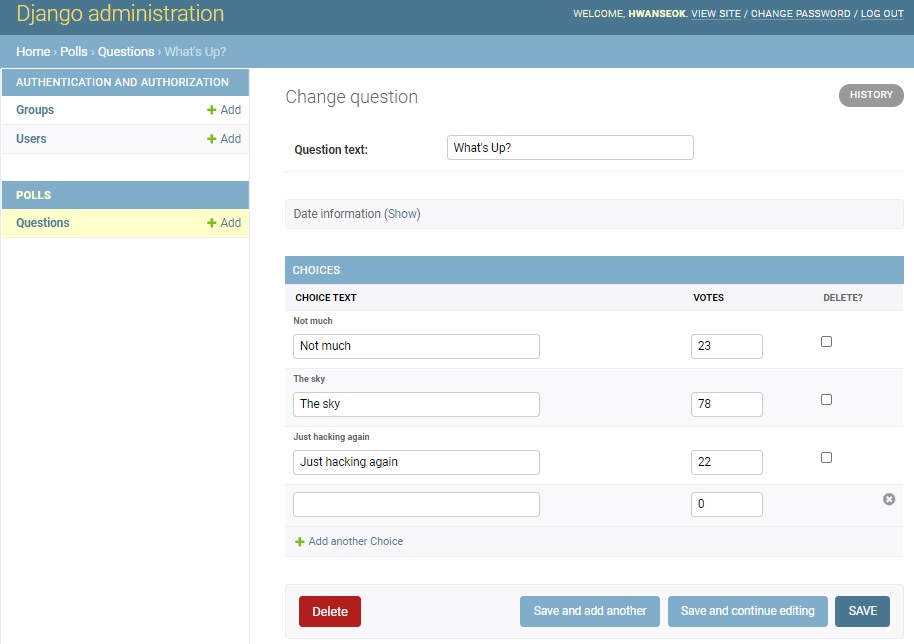 Django administration
WELCOME, HWANSEOK. VIEW SITE / CHANGE PASSWORD / LOG OUT
Home › Polls › Questions › What's Up?
AUTHENTICATION AND AUTHORIZATION
Groups + Add
Users + Add
POLLS
Questions + Add
Change question
HISTORY
Question text: What's Up?
Date information (Show)
CHOICES
CHOICE TEXT VOTES DELETE?
Not much
Not much 23
The sky
The sky 78
Just hacking again
Just hacking again 22
0
+ Add another Choice
Delete Save and add another Save and continue editing SAVE